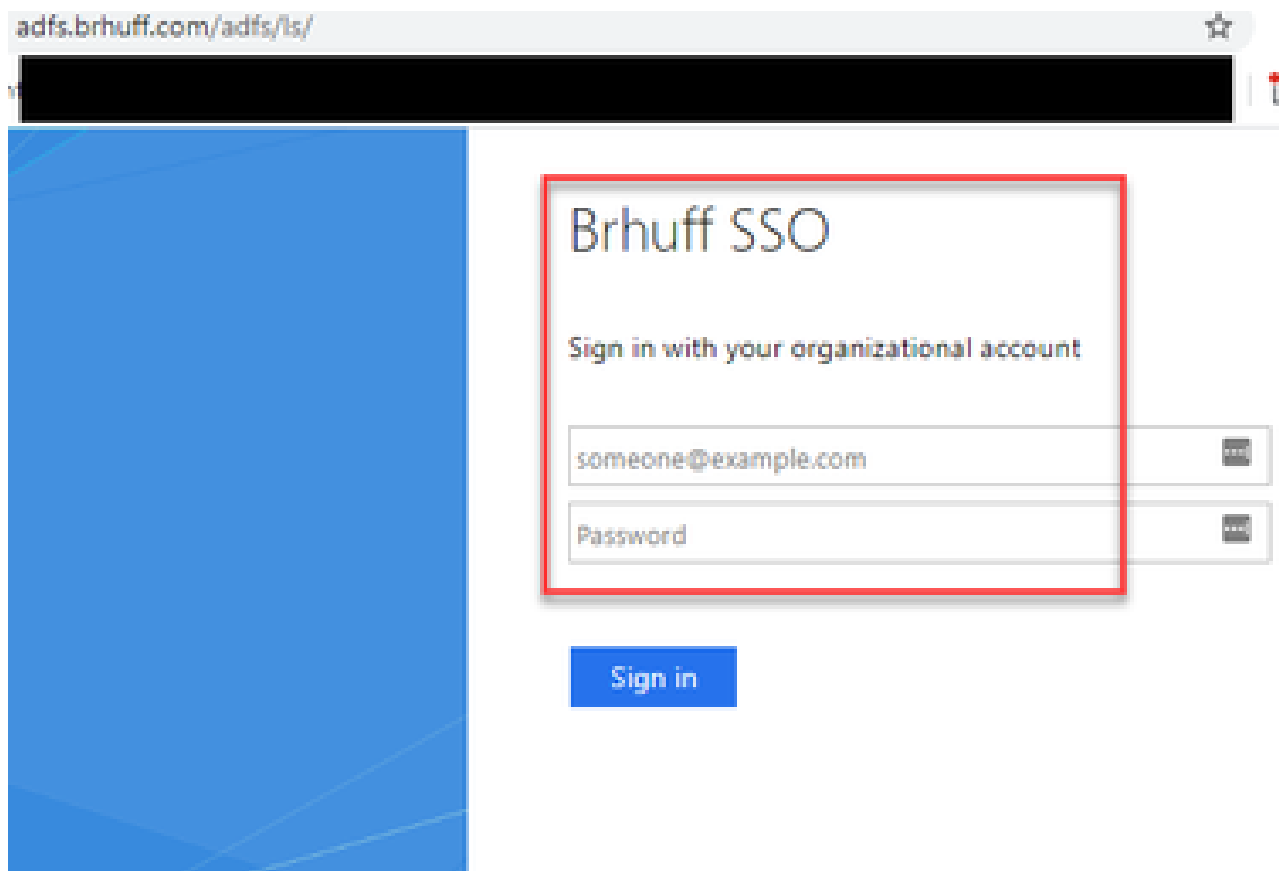 adfs.brhuff.com/adfs/ls/
Brhuff SSO
Sign in with your organizational account
someone@example.com
Password
Sign in